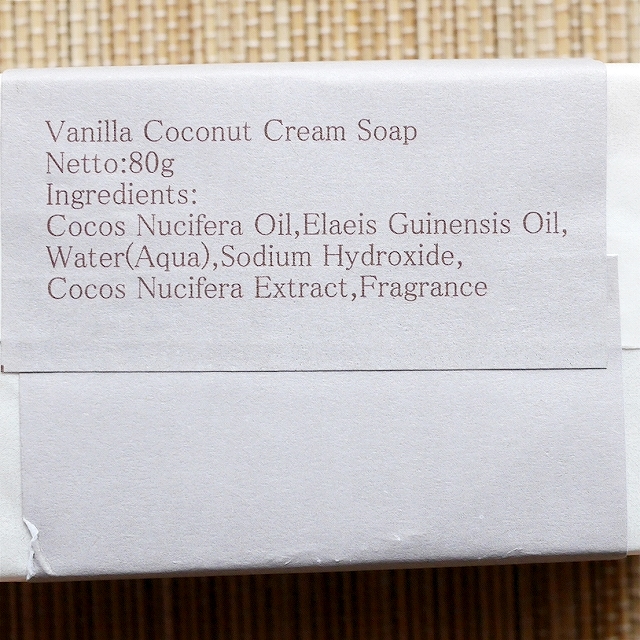 Vanilla Coconut Cream Soap
Netto:80g
Ingredients:
Cocos Nucifera Oil,Elaeis Guinensis Oil,
Water(Aqua),Sodium Hydroxide,
Cocos Nucifera Extract,Fragrance